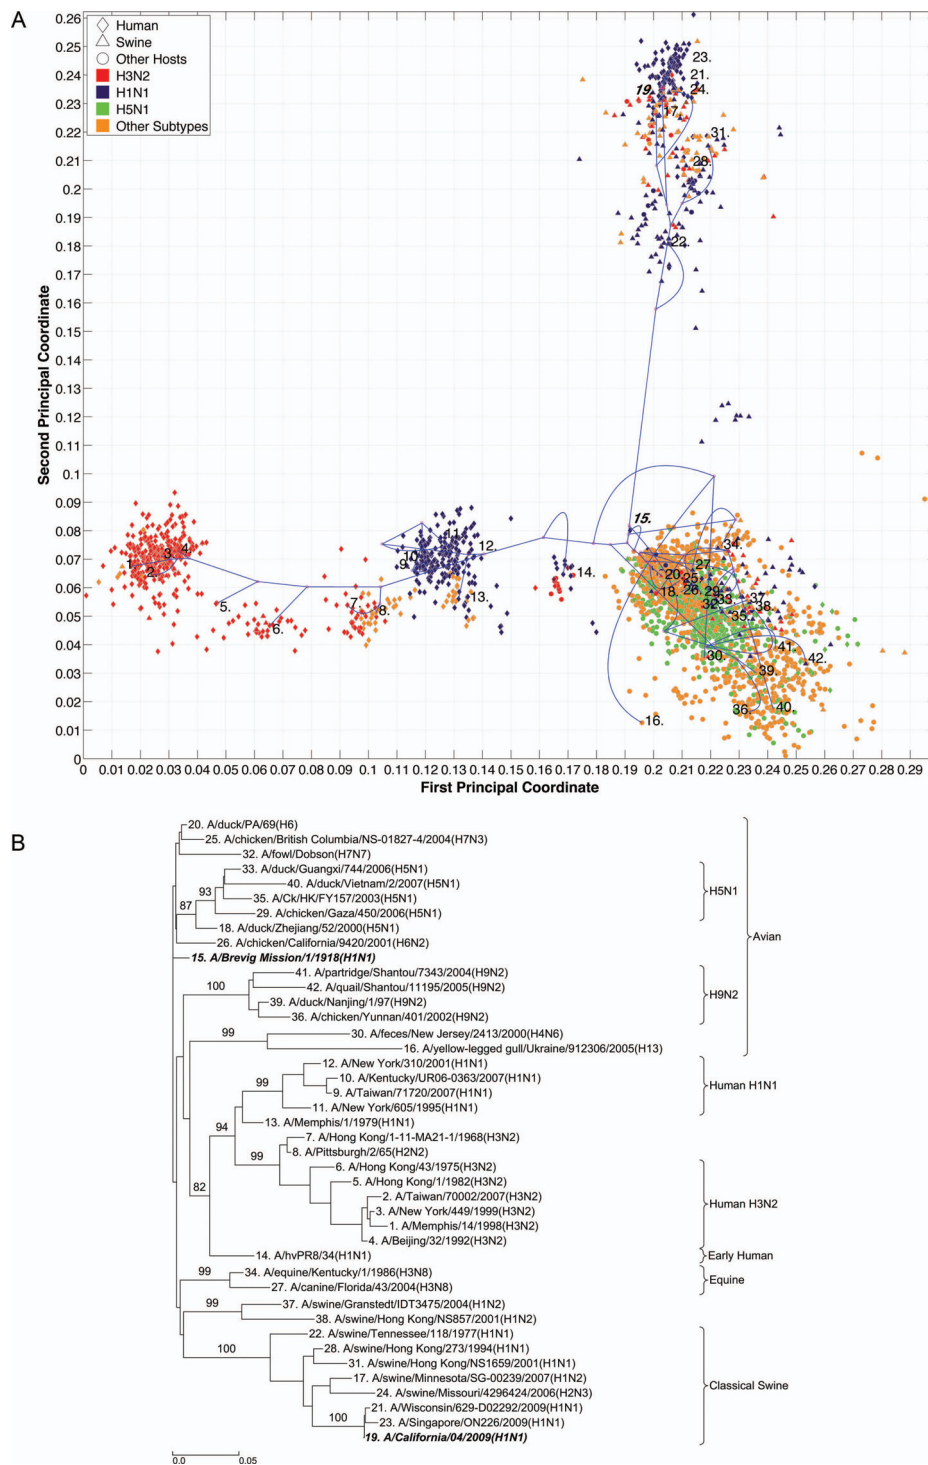 A
Human
Swine
Other Hosts
H3N2
H1N1
H5N1
Other Subtypes
Second Principal Coordinate
0.26
0.25
0.24
0.23
0.22
0.21
0.2
0.19
0.18
0.17
0.16
0.15
0.14
0.13
0.12
0.11
0.1
0.09
0.08
0.07
0.06
0.05
0.04
0.03
0.02
0.01
0
23.
21.
19.
24.
17.
31.
28.
22.
15.
1.
2.
3.
4.
5.
6.
7.
8.
9.
10.
11.
12.
13.
14.
34.
27.
20.
25.
18.
26.
29.
32.
33.
37.
38.
35.
30.
41.
42.
39.
36.
40.
16.
0 0.01 0.02 0.03 0.04 0.05 0.06 0.07 0.08 0.09 0.1 0.11 0.12 0.13 0.14 0.15 0.16 0.17 0.18 0.19 0.2 0.21 0.22 0.23 0.24 0.25 0.26 0.27 0.28 0.29
First Principal Coordinate
B
20. A/duck/PA/69(H6)
25. A/chicken/British Columbia/NS-01827-4/2004(H7N3)
32. A/fowl/Dobson(H7N7)
33. A/duck/Guangxi/744/2006(H5N1)
93
40. A/duck/Vietnam/2/2007(H5N1)
35. A/Ck/HK/FY157/2003(H5N1)
H5N1
87
29. A/chicken/Gaza/450/2006(H5N1)
18. A/duck/Zhejiang/52/2000(H5N1)
26. A/chicken/California/9420/2001(H6N2)
Avian
15. A/Brevig Mission/1/1918(H1N1)
41. A/partridge/Shantou/7343/2004(H9N2)
100
42. A/quail/Shantou/11195/2005(H9N2)
H9N2
39. A/duck/Nanjing/1/97(H9N2)
36. A/chicken/Yunnan/401/2002(H9N2)
99
30. A/feces/New Jersey/2413/2000(H4N6)
16. A/yellow-legged gull/Ukraine/912306/2005(H13)
12. A/New York/310/2001(H1N1)
99
10. A/Kentucky/UR06-0363/2007(H1N1)
Human H1N1
9. A/Taiwan/71720/2007(H1N1)
11. A/New York/605/1995(H1N1)
13. A/Memphis/1/1979(H1N1)
94
7. A/Hong Kong/1-11-MA21-1/1968(H3N2)
8. A/Pittsburgh/2/65(H2N2)
99
6. A/Hong Kong/43/1975(H3N2)
5. A/Hong Kong/1/1982(H3N2)
82
2. A/Taiwan/70002/2007(H3N2)
3. A/New York/449/1999(H3N2)
Human H3N2
1. A/Memphis/14/1998(H3N2)
4. A/Beijing/32/1992(H3N2)
14. A/hvPR8/34(H1N1)
Early Human
99
34. A/equine/Kentucky/1/1986(H3N8)
Equine
27. A/canine/Florida/43/2004(H3N8)
99
37. A/swine/Granstedt/IDT3475/2004(H1N2)
38. A/swine/Hong Kong/NS857/2001(H1N2)
22. A/swine/Tennessee/118/1977(H1N1)
100
28. A/swine/Hong Kong/273/1994(H1N1)
31. A/swine/Hong Kong/NS1659/2001(H1N1)
17. A/swine/Minnesota/SG-00239/2007(H1N2)
Classical Swine
24. A/swine/Missouri/4296424/2006(H2N3)
21. A/Wisconsin/629-D02292/2009(H1N1)
100
23. A/Singapore/ON226/2009(H1N1)
19. A/California/04/2009(H1N1)
0.0 0.05